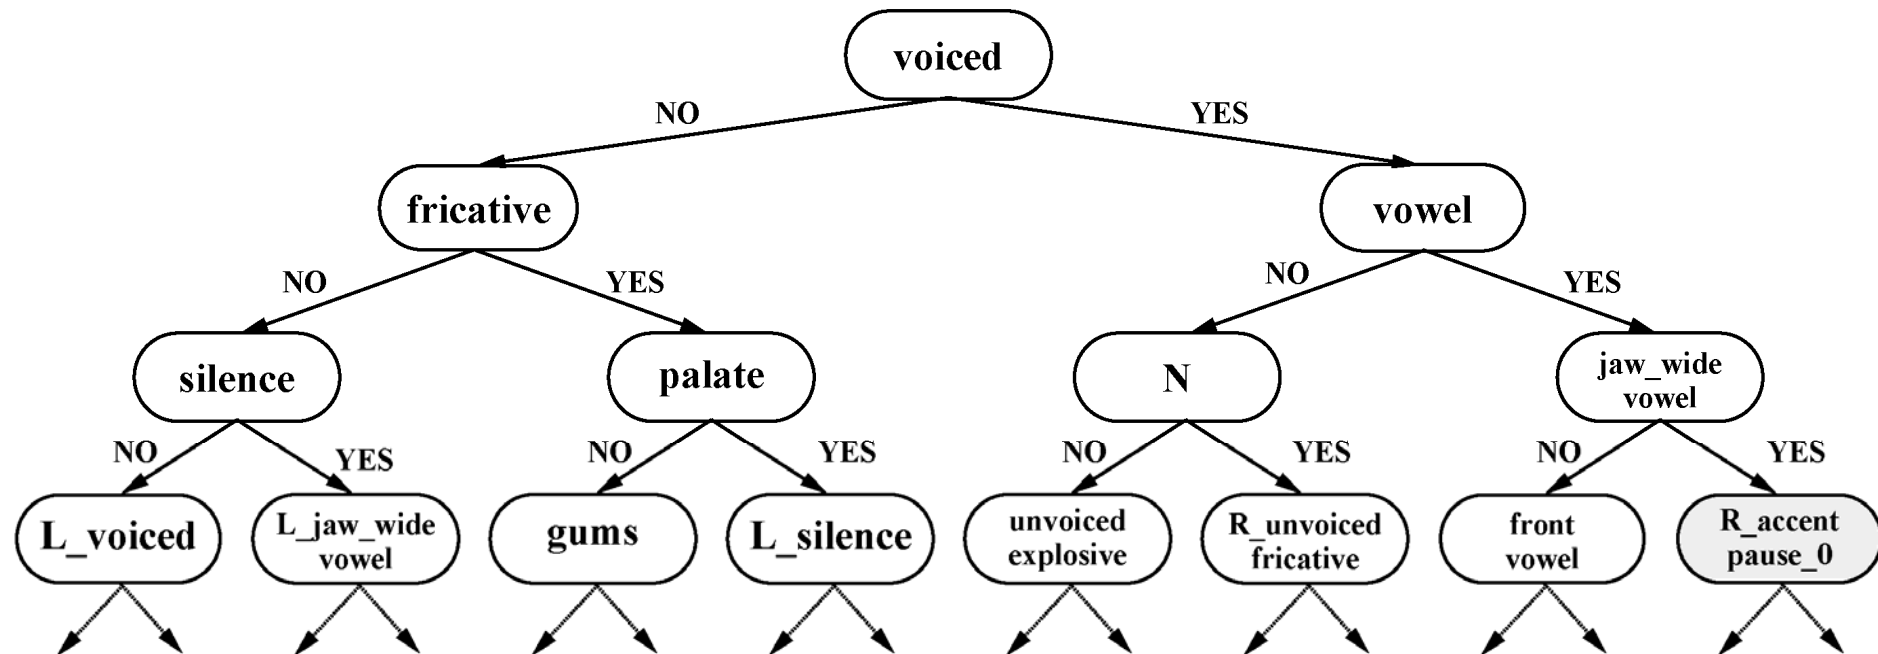 voiced
NO
YES
fricative
vowel
NO
YES
NO
YES
silence
palate
N
jaw_wide
vowel
NO
YES
NO
YES
NO
YES
NO
YES
L_voiced
L_jaw_wide
vowel
gums
L_silence
unvoiced
explosive
R_unvoiced
fricative
front
vowel
R_accent
pause_0